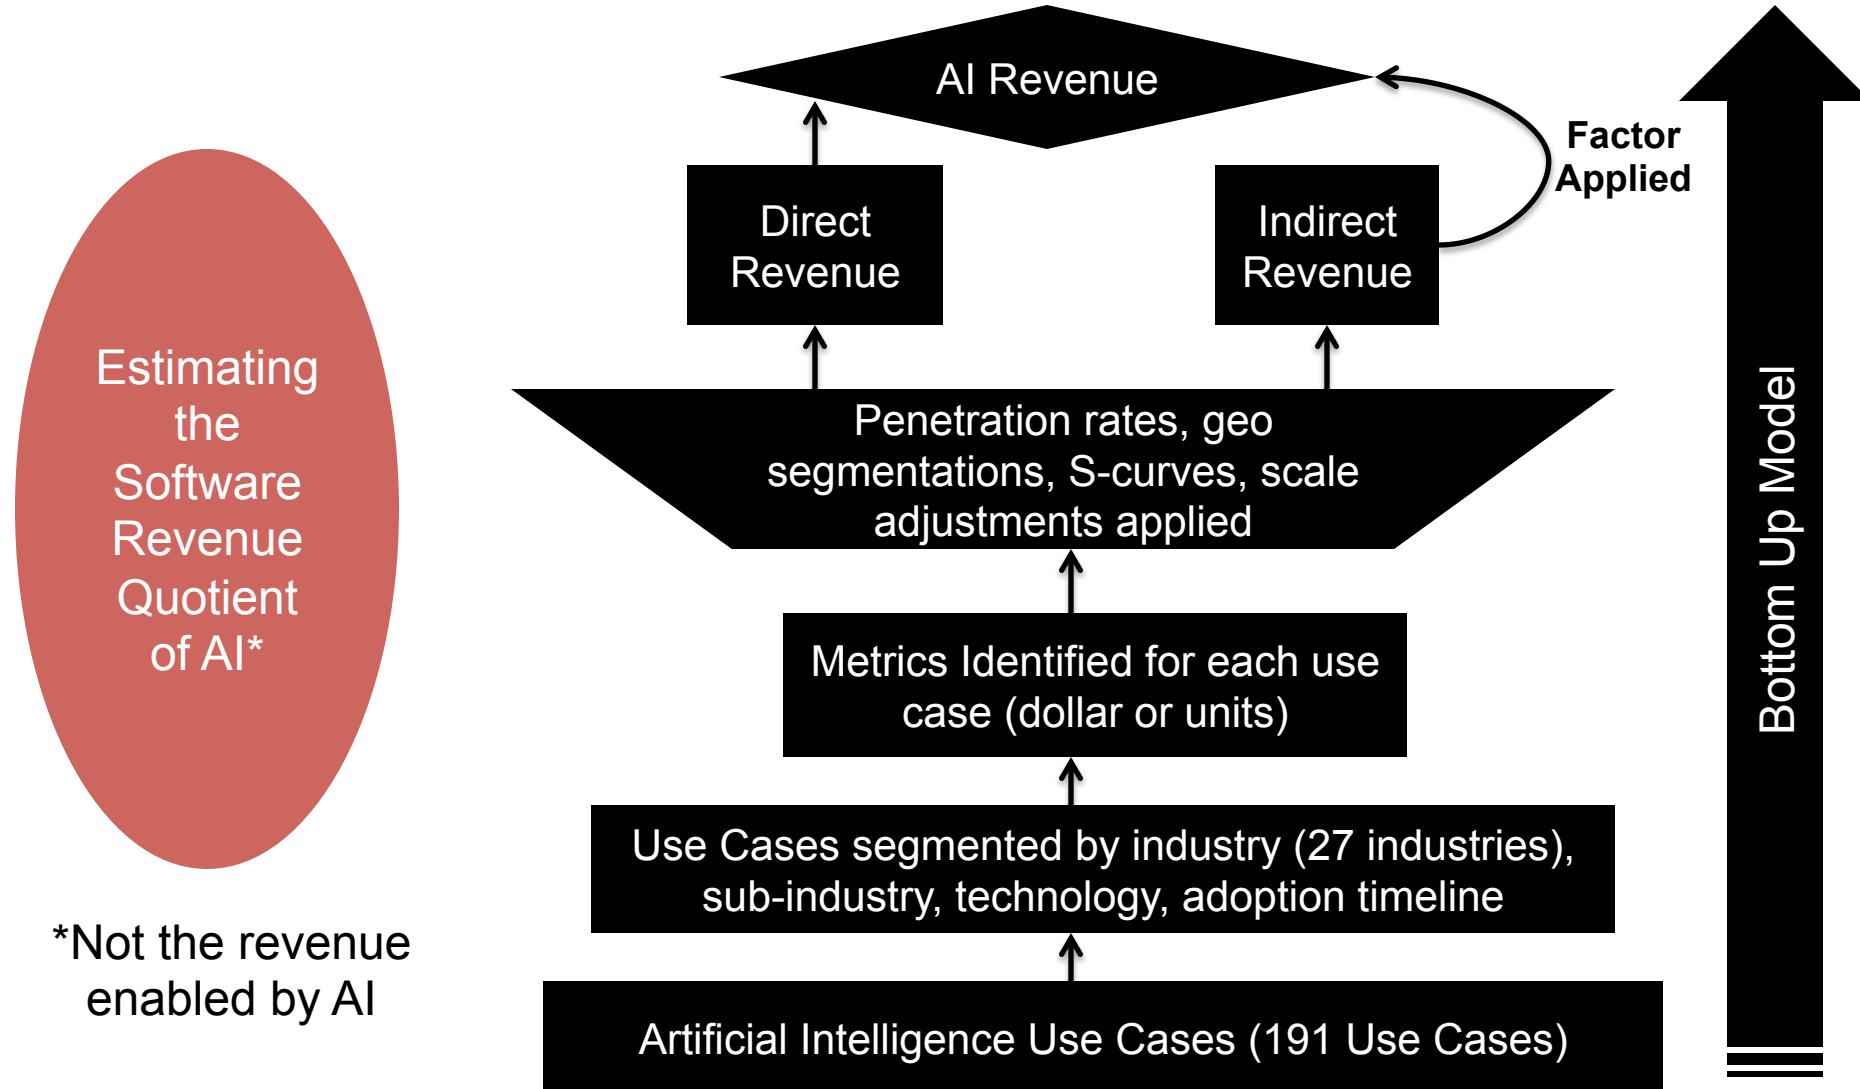 AI Revenue
Factor
Applied
Direct
Revenue
Indirect
Revenue
Estimating
the
Software
Revenue
Quotient
of AI*
Penetration rates, geo
segmentations, S-curves, scale
adjustments applied
Metrics Identified for each use
case (dollar or units)
Use Cases segmented by industry (27 industries),
sub-industry, technology, adoption timeline
*Not the revenue
enabled by AI
Artificial Intelligence Use Cases (191 Use Cases)
Bottom Up Model